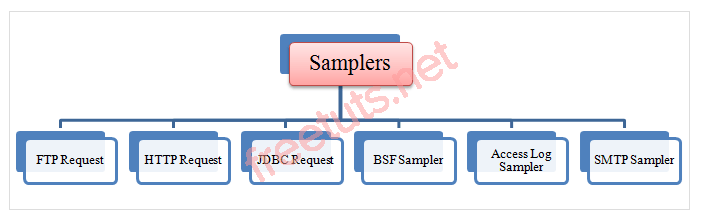 Samplers
FTP Request
HTTP Request
JDBC Request
BSF Sampler
Access Log
Sampler
SMTP Sampler
freetuts.net